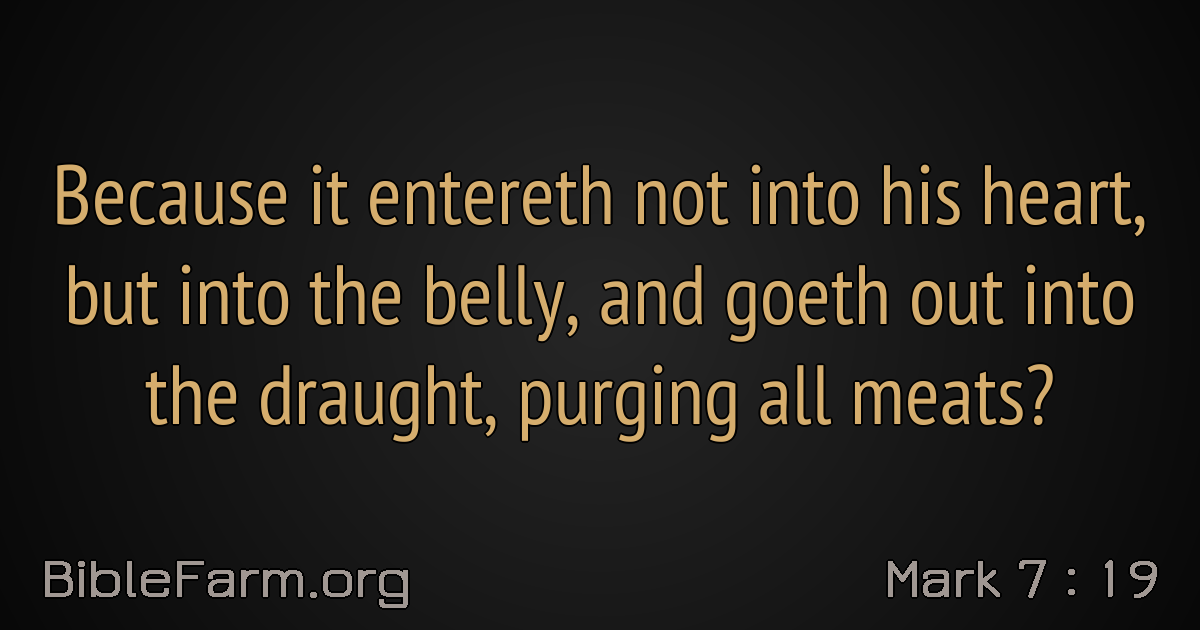 Because it entereth not into his heart,
but into the belly, and goeth out into
the draught, purging all meats?
BibleFarm.org
Mark 7 : 19